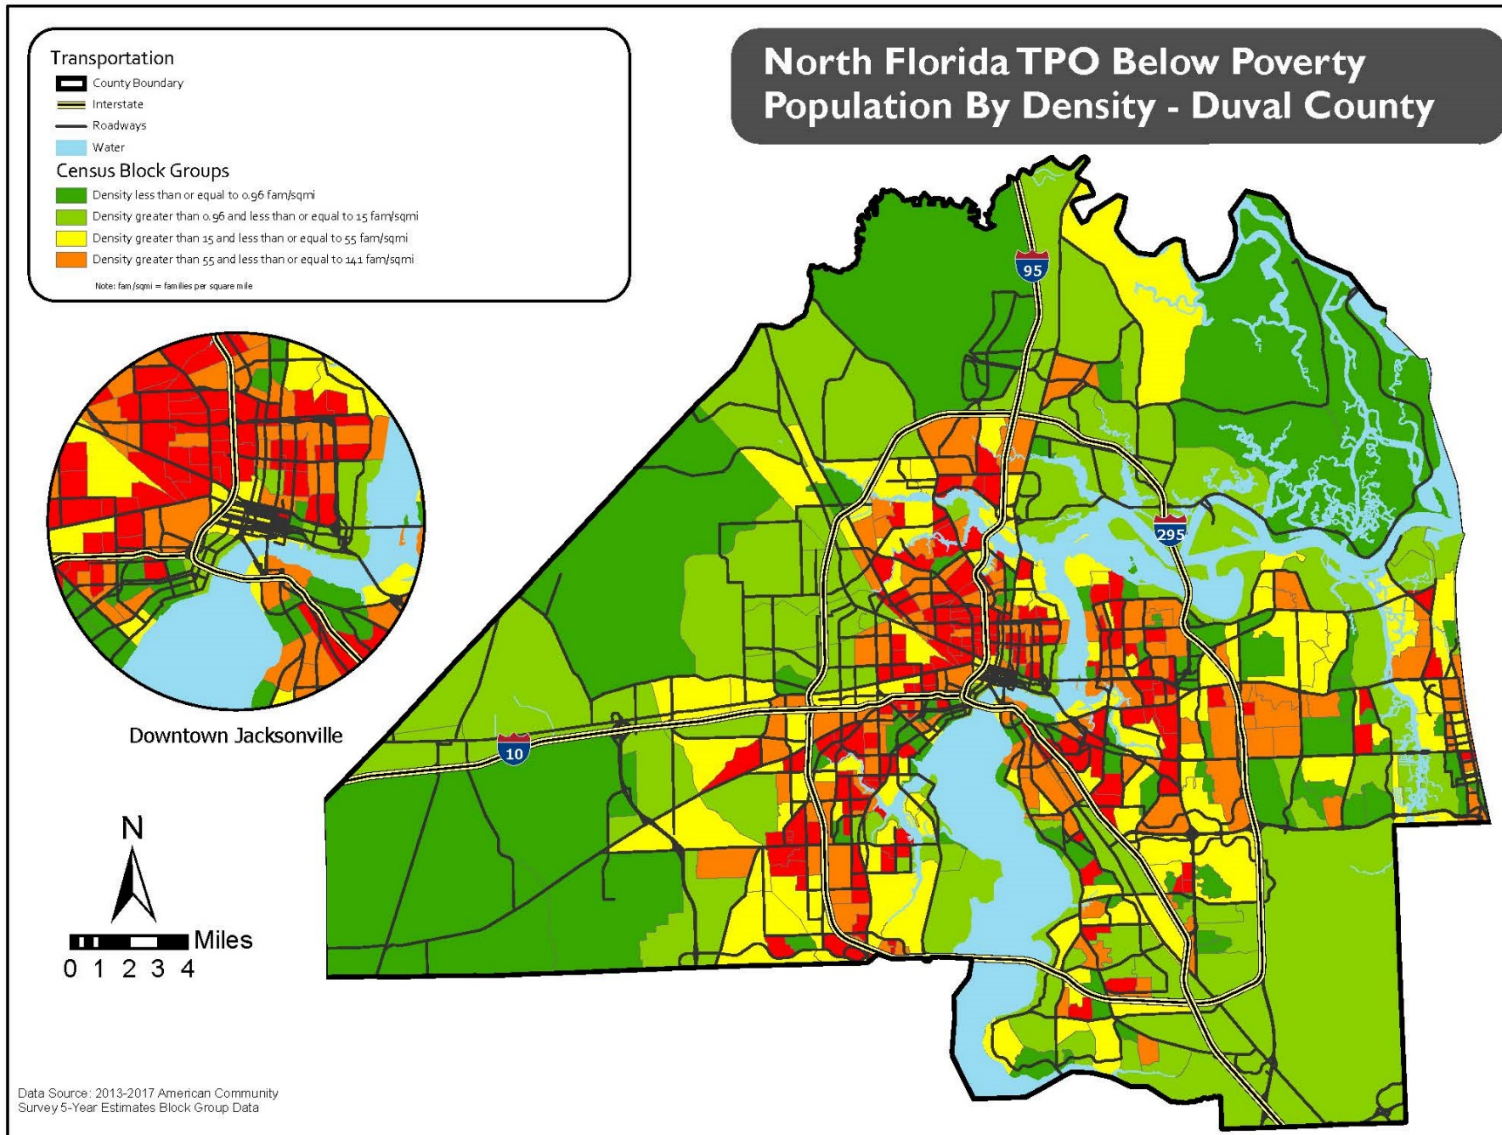 North Florida TPO Below Poverty
Population By Density - Duval County
Transportation
County Boundary
Interstate
Roadways
Water
Census Block Groups
Density less than or equal to 0.96 fam/sqmi
Density greater than 0.96 and less than or equal to 15 fam/sqmi
Density greater than 15 and less than or equal to 55 fam/sqmi
Density greater than 55 and less than or equal to 141 fam/sqmi
Note: fam/sqmi = families per square mile
95
295
10
Downtown Jacksonville
N
Miles
0 1 2 3 4
Data Source: 2013-2017 American Community
Survey 5-Year Estimates Block Group Data